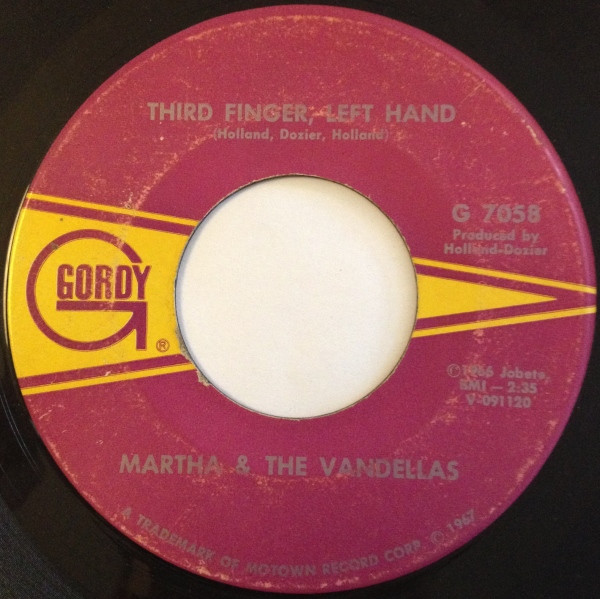 THIRD FINGER, LEFT HAND
(Holland, Dozier, Holland)
G 7058
Produced by
Holland-Dozier
GORDY
®
℗1966 Jobete,
BMI — 2:35
V-091120
MARTHA & THE VANDELLAS
A TRADEMARK OF MOTOWN RECORD CORP. © 1967